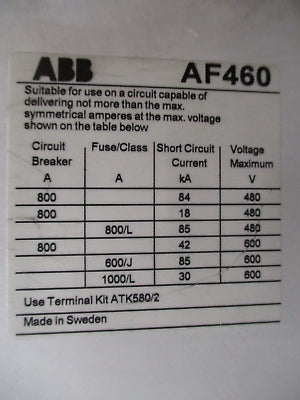 ABB AF460
Suitable for use on a circuit capable of
delivering not more than the max.
symmetrical amperes at the max. voltage
shown on the table below
Circuit Fuse/Class Short Circuit Voltage
Breaker Current Maximum
A A kA V
800 84 480
800 18 480
800/L 85 480
800 42 600
600/J 85 600
1000/L 30 600
Use Terminal Kit ATK580/2
Made in Sweden